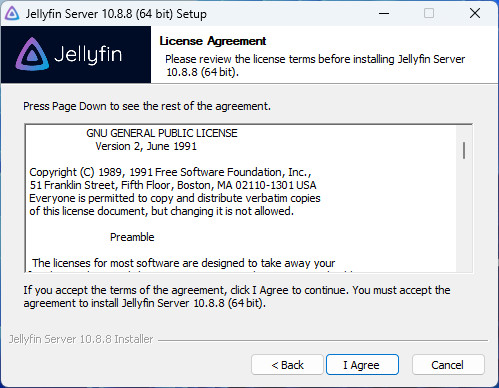 Jellyfin Server 10.8.8 (64 bit) Setup
Jellyfin
License Agreement
Please review the license terms before installing Jellyfin Server
10.8.8 (64 bit).
Press Page Down to see the rest of the agreement.
GNU GENERAL PUBLIC LICENSE
Version 2, June 1991
Copyright (C) 1989, 1991 Free Software Foundation, Inc.,
51 Franklin Street, Fifth Floor, Boston, MA 02110-1301 USA
Everyone is permitted to copy and distribute verbatim copies
of this license document, but changing it is not allowed.
Preamble
The licenses for most software are designed to take away your
If you accept the terms of the agreement, click I Agree to continue. You must accept the
agreement to install Jellyfin Server 10.8.8 (64 bit).
Jellyfin Server 10.8.8 Installer
< Back
I Agree
Cancel